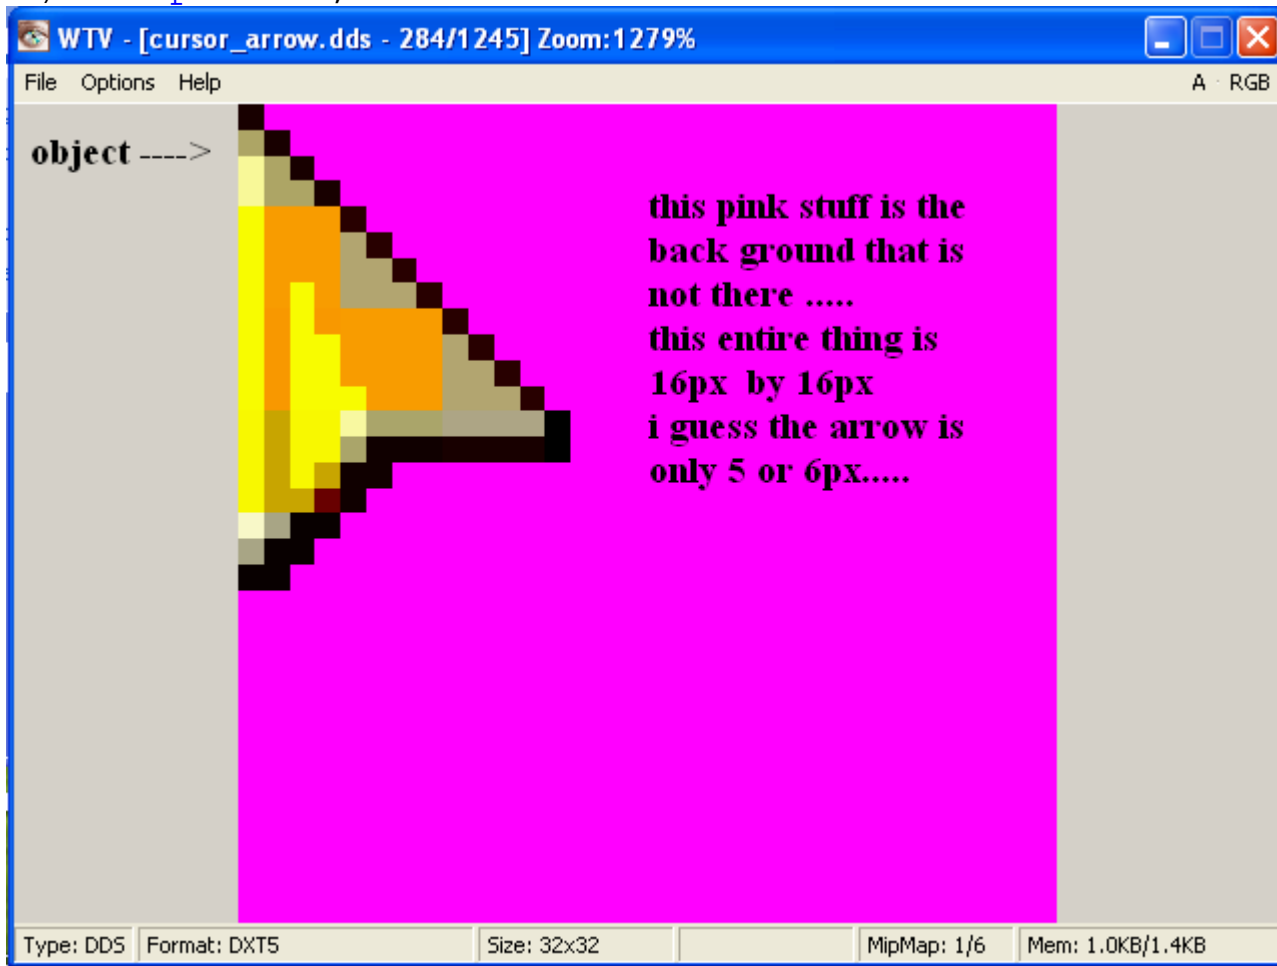 WTV - [cursor_arrow.dds - 284/1245] Zoom:1279%
File Options Help A RGB
object ---->
this pink stuff is the
back ground that is
not there .....
this entire thing is
16px by 16px
i guess the arrow is
only 5 or 6px.....
Type: DDS Format: DXT5 Size: 32x32 MipMap: 1/6 Mem: 1.0KB/1.4KB